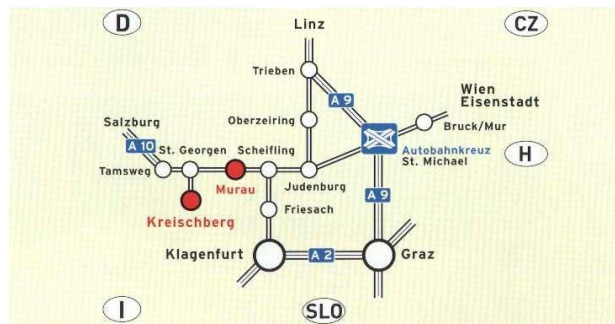 D
CZ
Linz
Trieben
A 9
Oberzeiring
Wien
Eisenstadt
Bruck/Mur
Salzburg
A 10
St. Georgen
Scheifling
Autobahnkreuz
St. Michael
H
Tamsweg
Murau
Judenburg
A 9
Kreischberg
Friesach
Klagenfurt
A 2
Graz
I
SLO